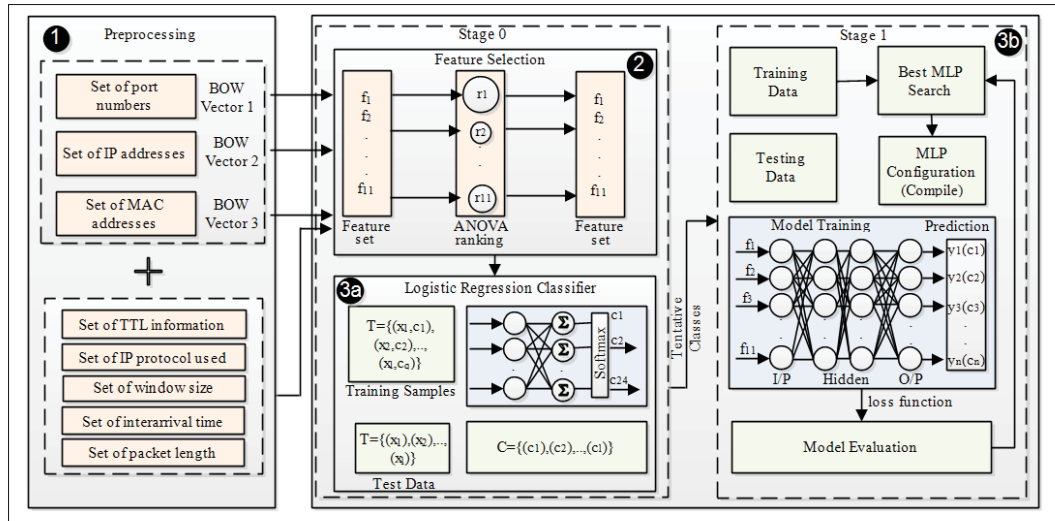 1
Preprocessing
Set of port
numbers
BOW
Vector 1
Set of IP addresses
BOW
Vector 2
Set of MAC
addresses
BOW
Vector 3
+
Set of TTL information
Set of IP protocol used
Set of window size
Set of interarrival time
Set of packet length
Stage 0
2
Feature Selection
f1
f2
.
.
.
f11
Feature
set
r1
r2
. .
.
r11
ANOVA
ranking
f1
f2
.
.
.
f11
Feature
set
3a
Logistic Regression Classifier
T={(x1,c1),
(x2,c2),..,
(xi,cq)}
Training Samples
Σ
Σ
Σ
Softmax
c1
c2
c24
T={(x1),(x2),..,
(xi)}
Test Data
C={(c1),(c2),..,(c1)}
Tentative
Classes
Stage 1
3b
Training
Data
Best MLP
Search
Testing
Data
MLP
Configuration
(Compile)
Model Training
Prediction
f1
f2
f3
.
.
f11
y1(c1)
y2(c2)
y3(c3)
.
.
yn(cn)
I/P
Hidden
O/P
loss function
Model Evaluation